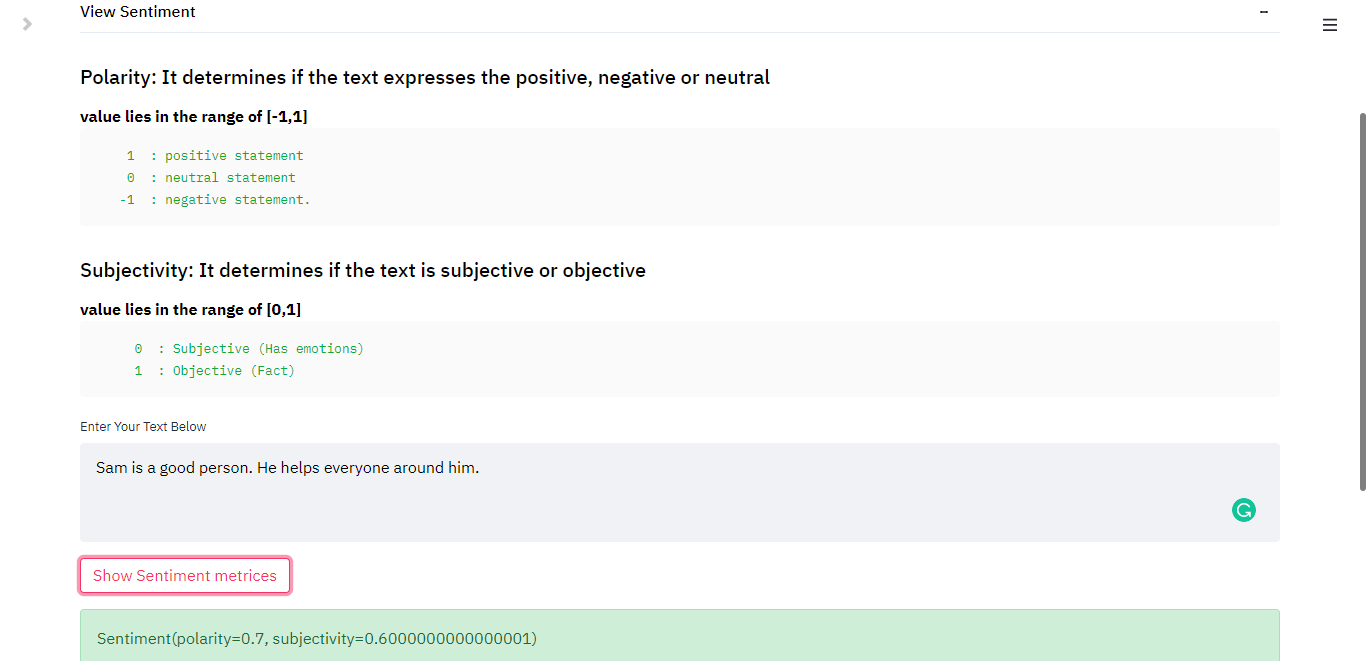 View Sentiment
Polarity: It determines if the text expresses the positive, negative or neutral
value lies in the range of [-1,1]
1 : positive statement
0 : neutral statement
-1 : negative statement.
Subjectivity: It determines if the text is subjective or objective
value lies in the range of [0,1]
0 : Subjective (Has emotions)
1 : Objective (Fact)
Enter Your Text Below
Sam is a good person. He helps everyone around him.
Show Sentiment metrices
Sentiment(polarity=0.7, subjectivity=0.6000000000000001)